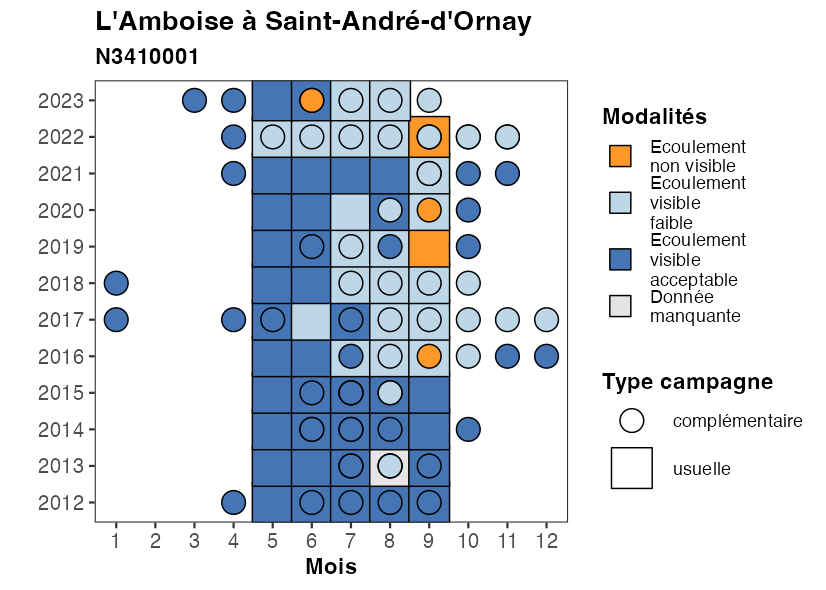 L'Amboise à Saint-André-d'Ornay
N3410001
2023
2022
2021
2020
2019
2018
2017
2016
2015
2014
2013
2012
1 2 3 4 5 6 7 8 9 10 11 12
Mois
Modalités
Ecoulement
non visible
Ecoulement
visible
faible
Ecoulement
visible
acceptable
Donnée
manquante
Type campagne
complémentaire
usuelle